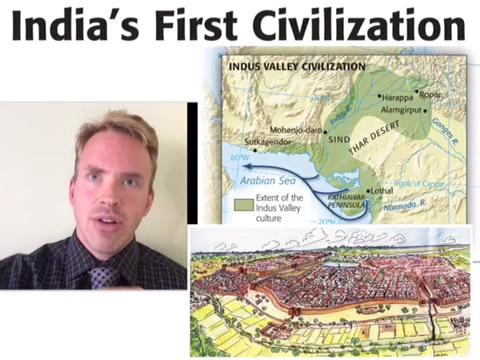 India's First Civilization
INDUS VALLEY CIVILIZATION
Harappa
Ropar
Alamgirpur
Indus R.
Ganges R.
Mohenjo-daro
SIND
THAR DESERT
Sutkagendor
60°W
Arabian Sea
Tropic of Cancer
Lothal
KATHIAWAR
PENINSULA
Narmada R.
Extent of the
Indus Valley
culture
20°N